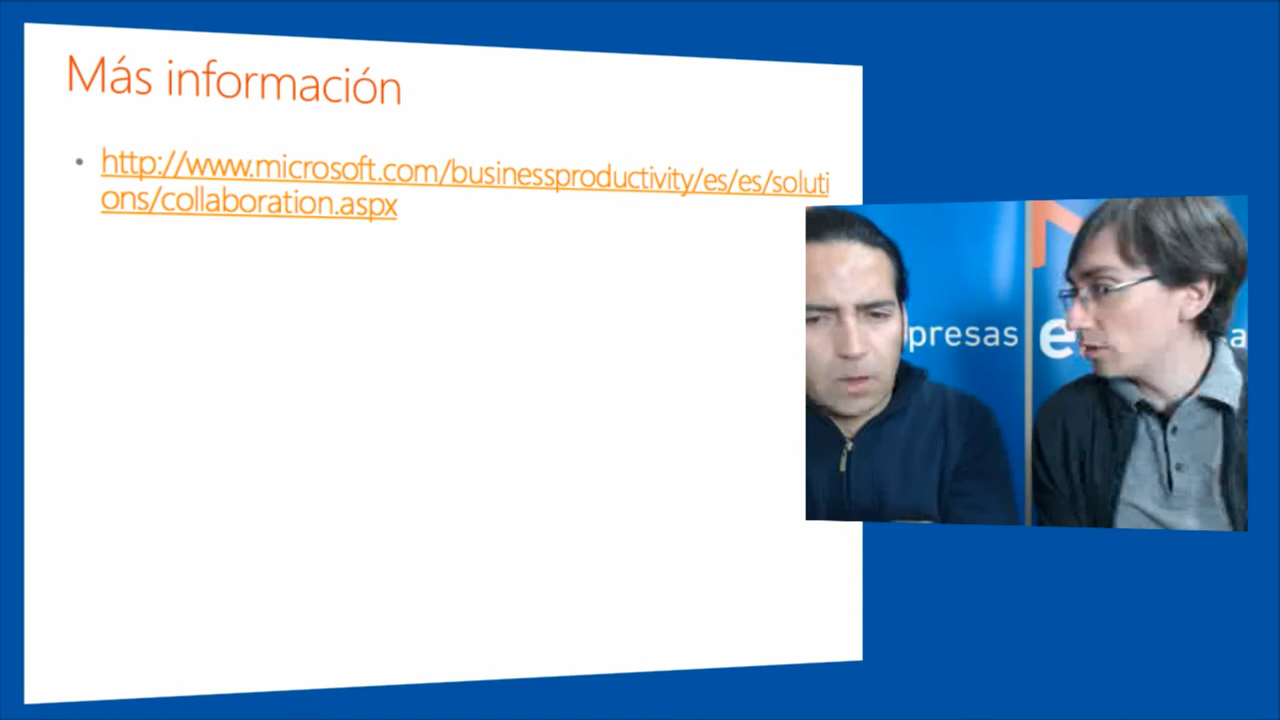 Más información
• http://www.microsoft.com/businessproductivity/es/es/soluti
ons/collaboration.aspx
presas
e
a